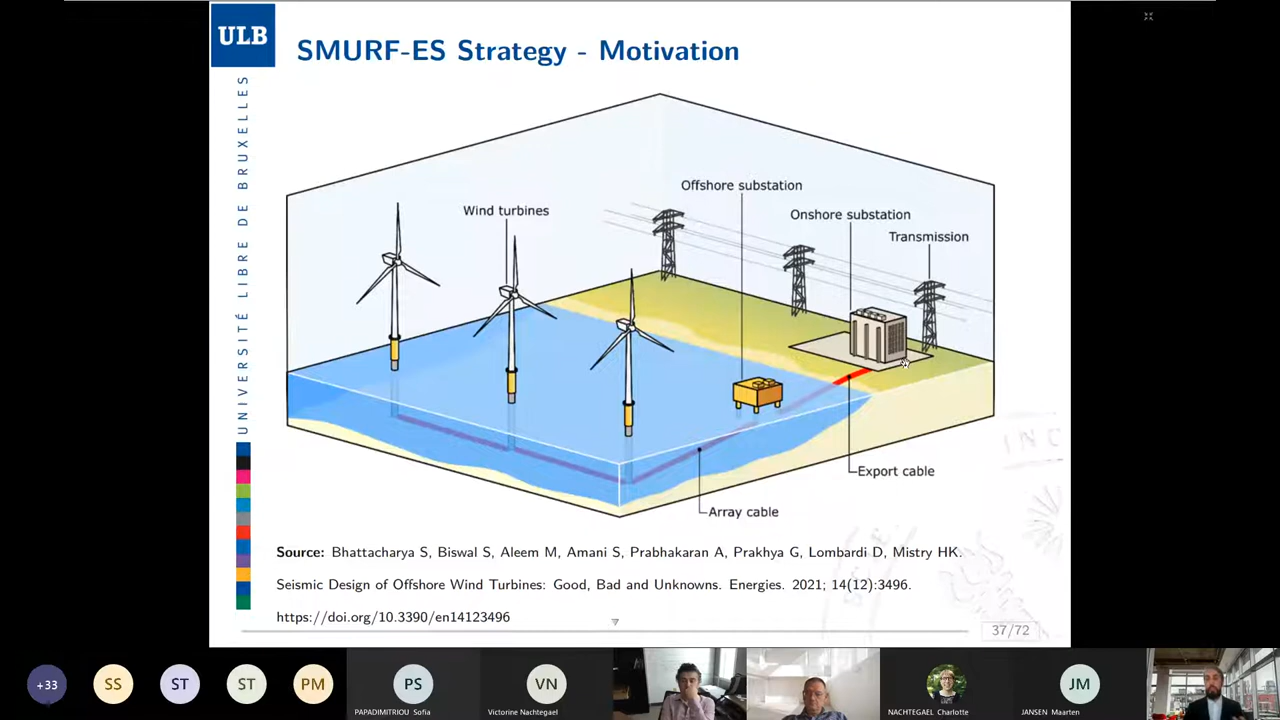 ULB
SMURF-ES Strategy - Motivation
UNIVERSITÉ LIBRE DE BRUXELLES
Offshore substation
Wind turbines
Onshore substation
Transmission
Export cable
Array cable
INC
Source: Bhattacharya S, Biswal S, Aleem M, Amani S, Prabhakaran A, Prakhya G, Lombardi D, Mistry HK.
Seismic Design of Offshore Wind Turbines: Good, Bad and Unknowns. Energies. 2021; 14(12):3496.
https://doi.org/10.3390/en14123496
37/72
+33
SS
ST
ST
PM
PS
VN
JM
PAPADIMITRIOU Sofia
Victorine Nachtegael
NACHTEGAEL Charlotte
JANSEN Maarten